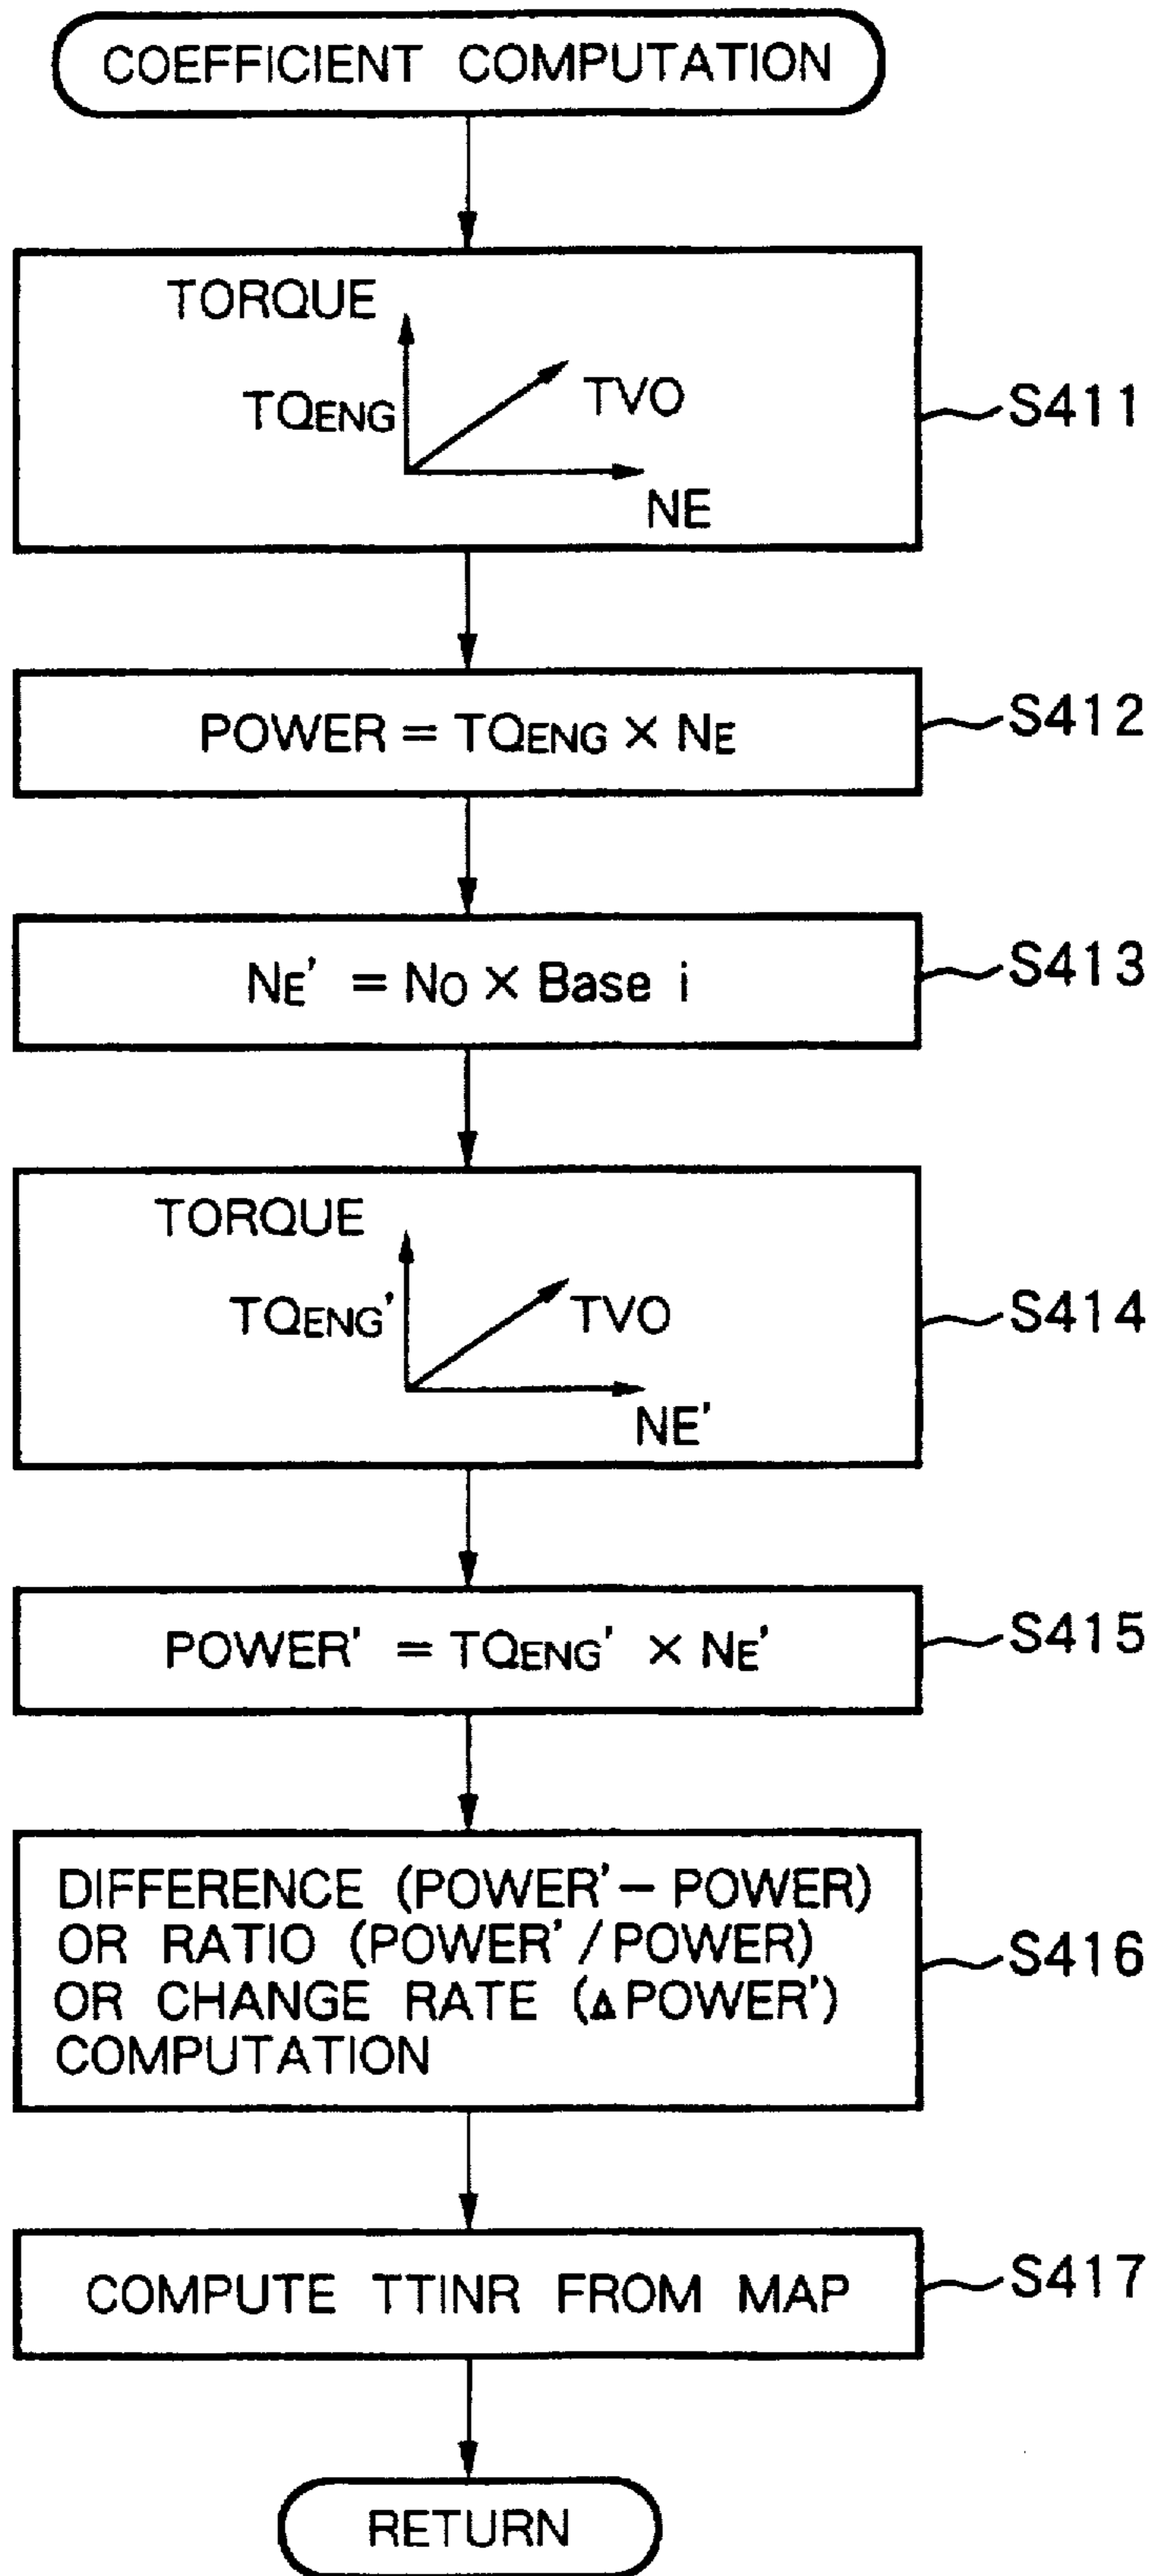 COEFFICIENT COMPUTATION
TORQUE
TQENG
TVO
NE
S411
POWER = TQENG × NE
S412
NE' = NO × Base i
S413
TORQUE
TQENG'
TVO
NE'
S414
POWER' = TQENG' × NE'
S415
DIFFERENCE (POWER' – POWER)
OR RATIO (POWER' / POWER)
OR CHANGE RATE (Δ POWER')
COMPUTATION
S416
COMPUTE TTINR FROM MAP
S417
RETURN